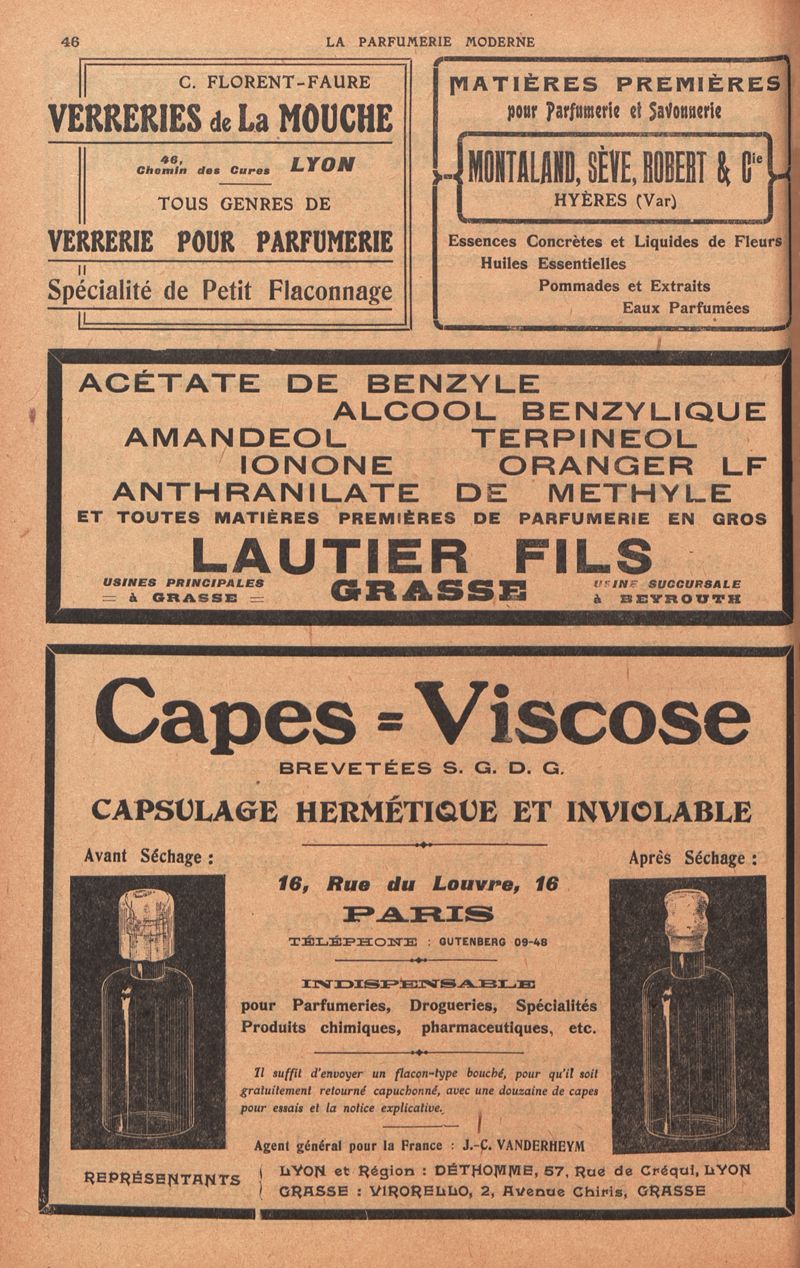 46
LA PARFUMERIE MODERNE
C. FLORENT-FAURE
VERRERIES de La MOUCHE
46, Chemin des Cures LYON
TOUS GENRES DE
VERRERIE POUR PARFUMERIE
Spécialité de Petit Flaconnage
MATIÈRES PREMIÈRES
pour Parfumerie et Savonnerie
MONTALAND, SÈVE, ROBERT & Cie
HYÈRES (Var)
Essences Concrètes et Liquides de Fleurs
Huiles Essentielles
Pommades et Extraits
Eaux Parfumées
ACÉTATE DE BENZYLE
ALCOOL BENZYLIQUE
AMANDEOL TERPINEOL
IONONE ORANGER LF
ANTHRANILATE DE METHYLE
ET TOUTES MATIÈRES PREMIÈRES DE PARFUMERIE EN GROS
LAUTIER FILS
USINES PRINCIPALES
= à GRASSE =
GRASSE
USINE SUCCURSALE
à BEYROUTH
Capes = Viscose
BREVETÉES S. G. D. G.
CAPSULAGE HERMÉTIQUE ET INVIOLABLE
Avant Séchage :
Après Séchage :
16, Rue du Louvre, 16
PARIS
TÉLÉPHONE : GUTENBERG 09-48
INDISPENSABLE
pour Parfumeries, Drogueries, Spécialités
Produits chimiques, pharmaceutiques, etc.
Il suffit d'envoyer un flacon-type bouché, pour qu'il soit
gratuitement retourné capuchonné, avec une douzaine de capes
pour essais et la notice explicative.
Agent général pour la France : J.-C. VANDERHEYM
REPRÉSENTANTS
LYON et Région : DÉTHOMME, 57, Rue de Créqui, LYON
GRASSE : VIRORELLO, 2, Avenue Chiris, GRASSE